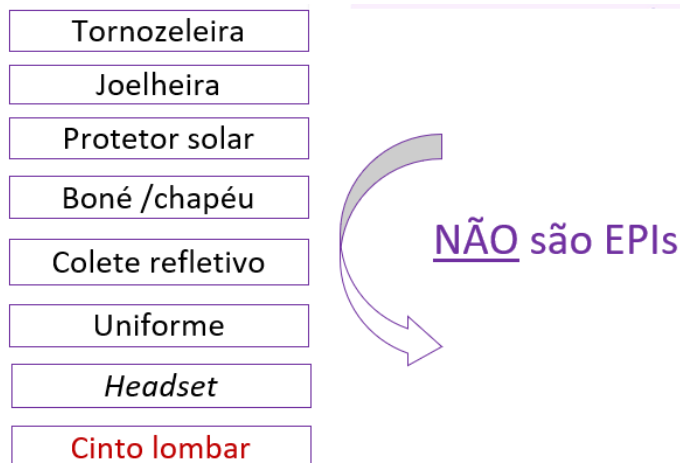 Tornozeleira
Joelheira
Protetor solar
Boné /chapéu
Colete refletivo
Uniforme
Headset
Cinto lombar
NÃO são EPIs